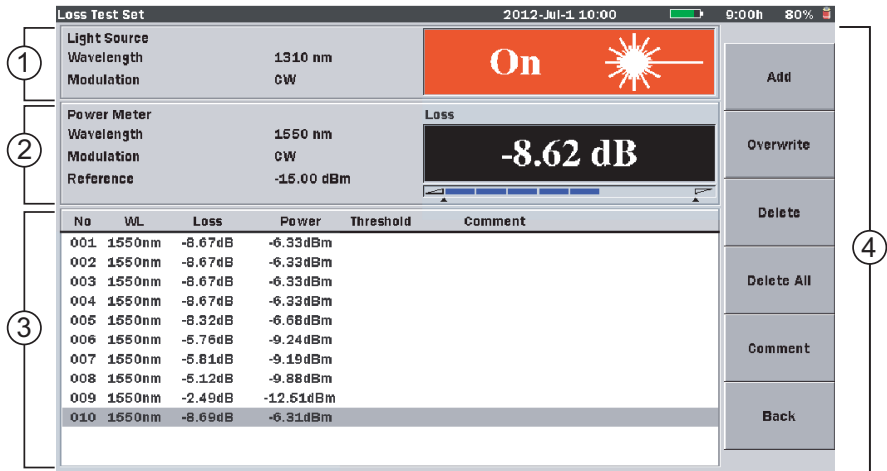 Loss Test Set 2012-Jul-1 10:00 9:00h 80%
1
Light Source
Wavelength 1310 nm
Modulation CW
On
2
Power Meter
Wavelength 1550 nm
Modulation CW
Reference -15.00 dBm
Loss
-8.62 dB
3
No WL Loss Power Threshold Comment
001 1550nm -8.67dB -6.33dBm
002 1550nm -8.67dB -6.33dBm
003 1550nm -8.67dB -6.33dBm
004 1550nm -8.67dB -6.33dBm
005 1550nm -8.32dB -6.68dBm
006 1550nm -5.76dB -9.24dBm
007 1550nm -5.81dB -9.19dBm
008 1550nm -5.12dB -9.88dBm
009 1550nm -2.49dB -12.51dBm
010 1550nm -8.69dB -6.31dBm
4
Add
Overwrite
Delete
Delete All
Comment
Back